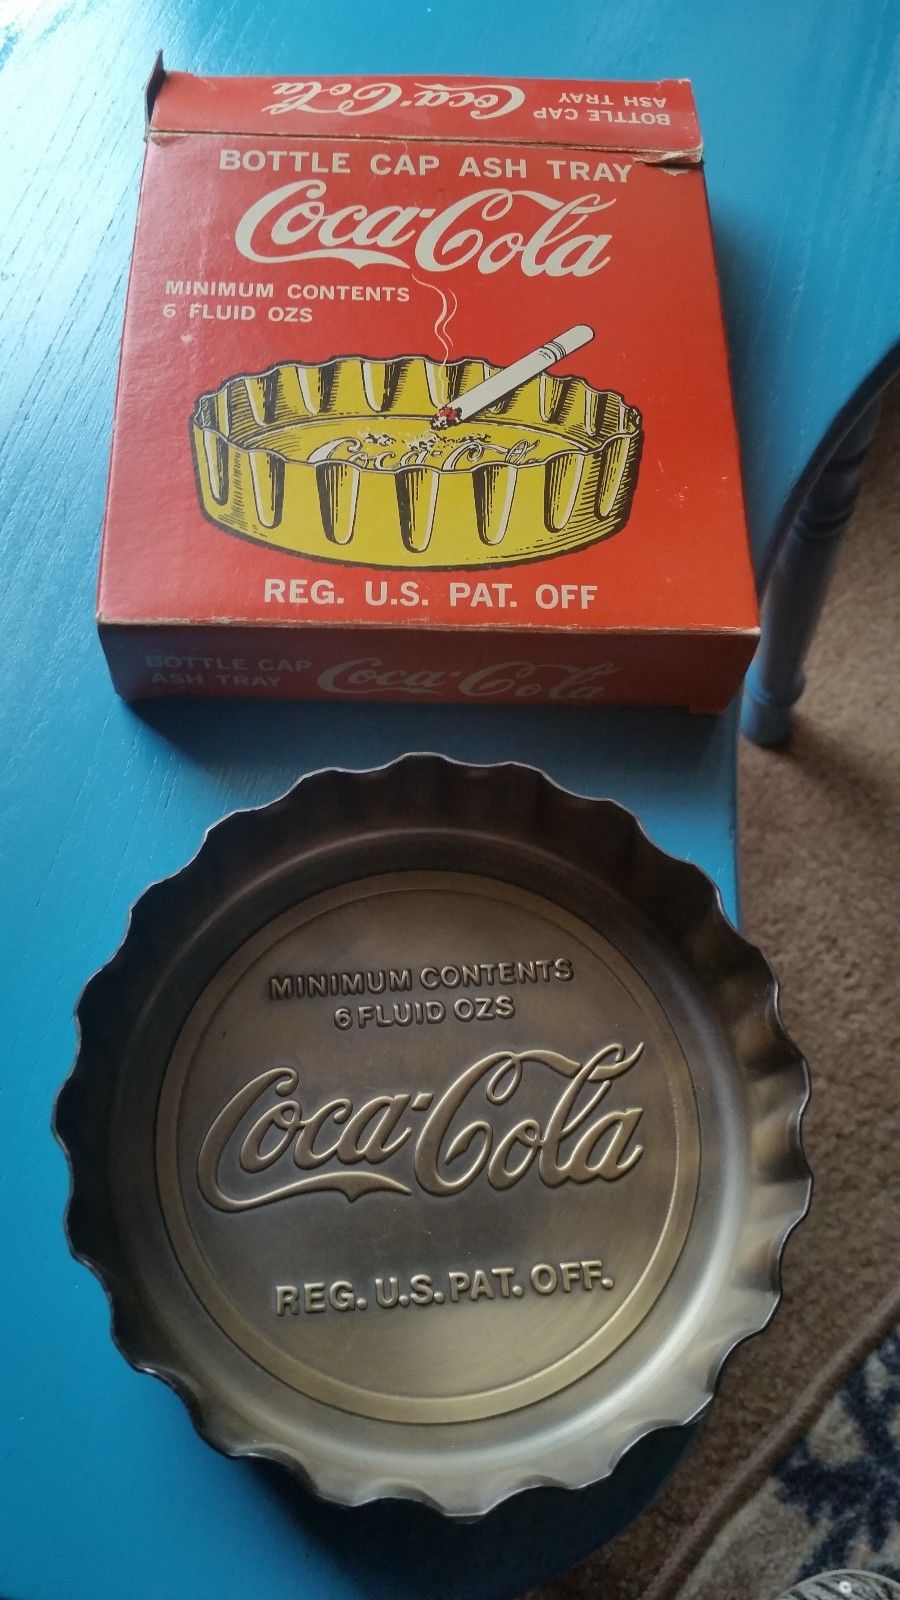 BOTTLE CAP
ASH TRAY
Coca-Cola
BOTTLE CAP ASH TRAY
Coca-Cola
MINIMUM CONTENTS
6 FLUID OZS
Coca-Co
REG. U.S. PAT. OFF
BOTTLE CAP
ASH TRAY
Coca-Cola
MINIMUM CONTENTS
6 FLUID OZS
Coca-Cola
REG. U.S. PAT. OFF.